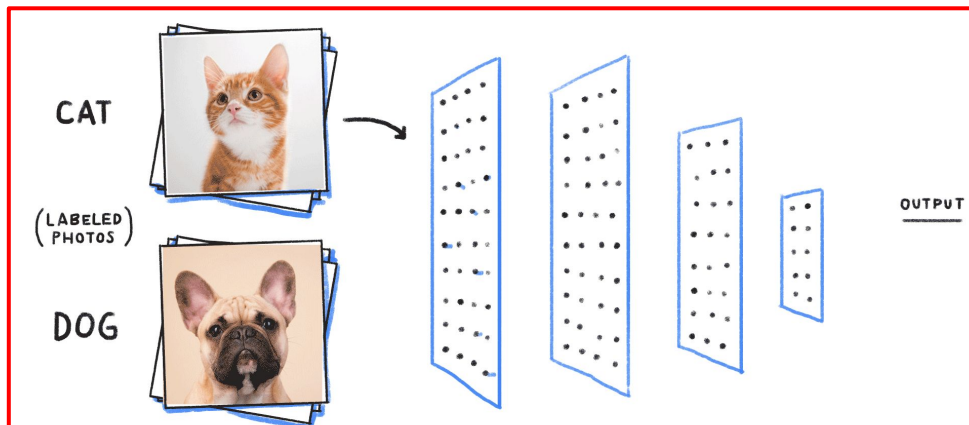 CAT
(LABELED
PHOTOS)
DOG
OUTPUT